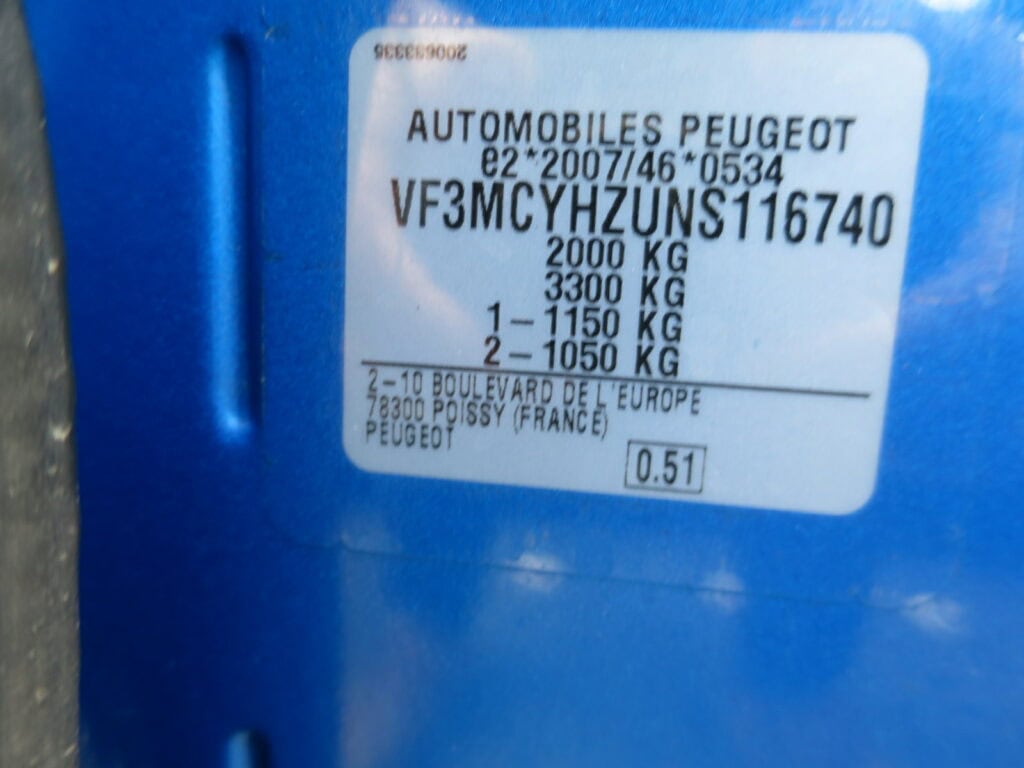 AUTOMOBILES PEUGEOT
e2*2007/46*0534
VF3MCYHZUNS116740
2000 KG
3300 KG
1-1150 KG
2-1050 KG
2-10 BOULEVARD DE L'EUROPE
78300 POISSY (FRANCE)
PEUGEOT
0.51